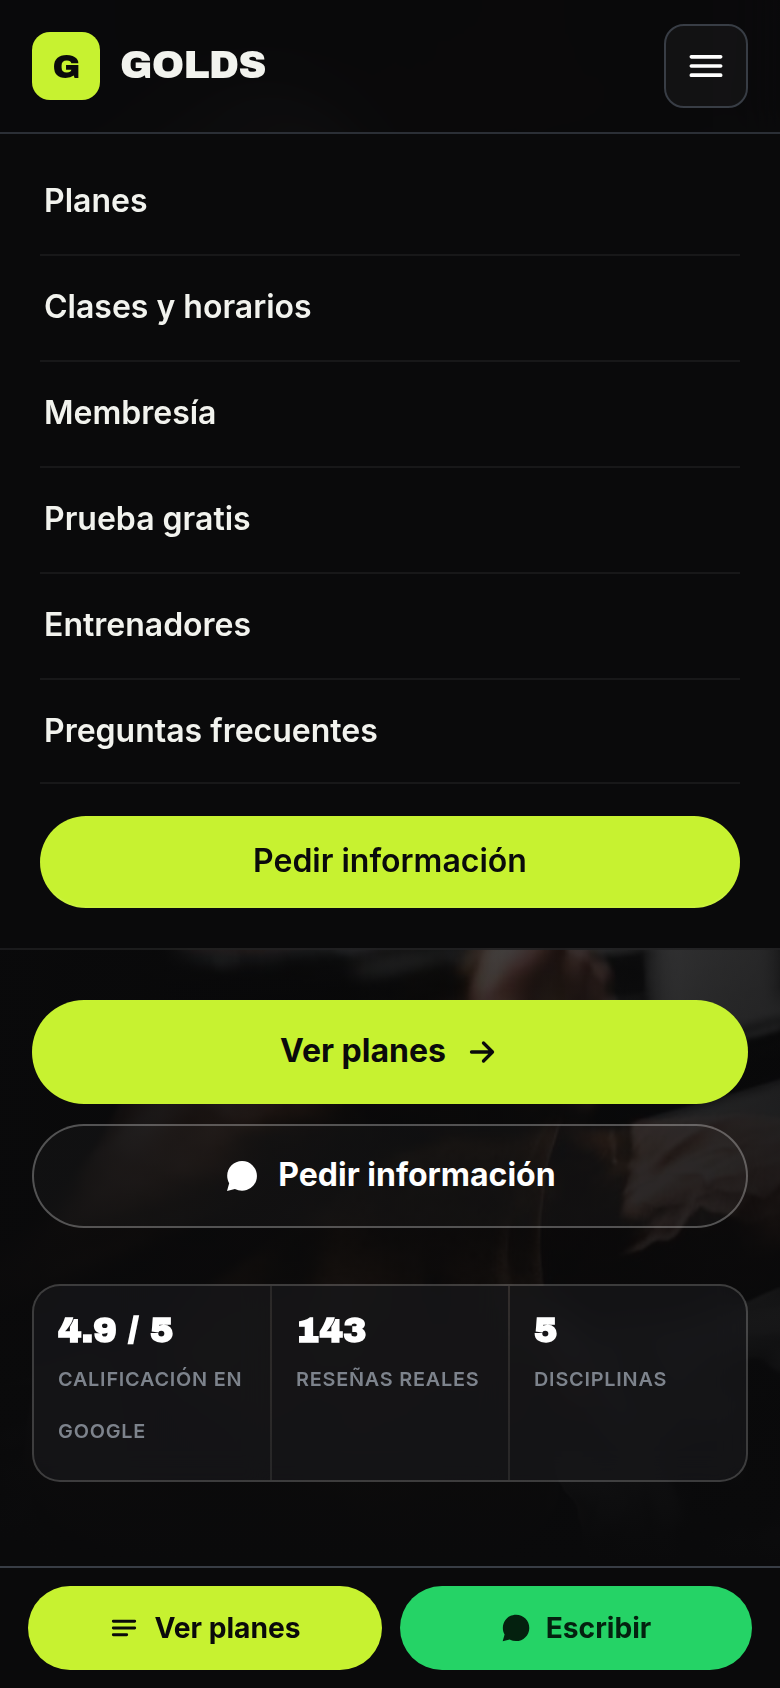 G GOLDS
Planes
Clases y horarios
Membresía
Prueba gratis
Entrenadores
Preguntas frecuentes
Pedir información
Ver planes →
Pedir información
4.9 / 5
CALIFICACIÓN EN
GOOGLE
143
RESEÑAS REALES
5
DISCIPLINAS
Ver planes
Escribir